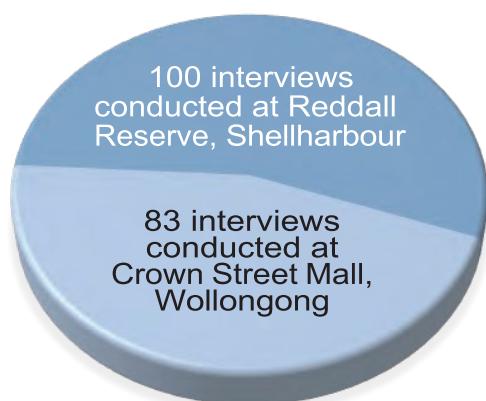 100 interviews
conducted at Reddall
Reserve, Shellharbour
83 interviews
conducted at
Crown Street Mall,
Wollongong